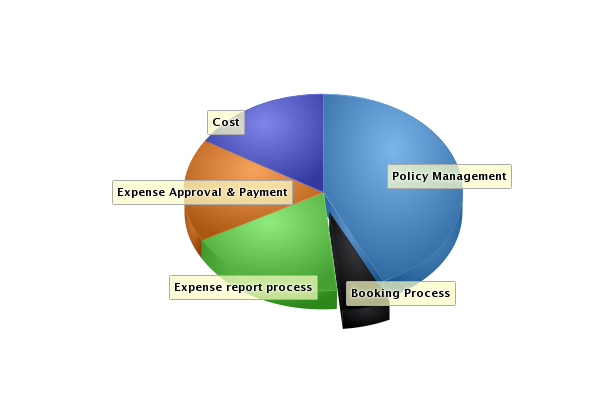 Cost
Policy Management
Expense Approval & Payment
Expense report process
Booking Process